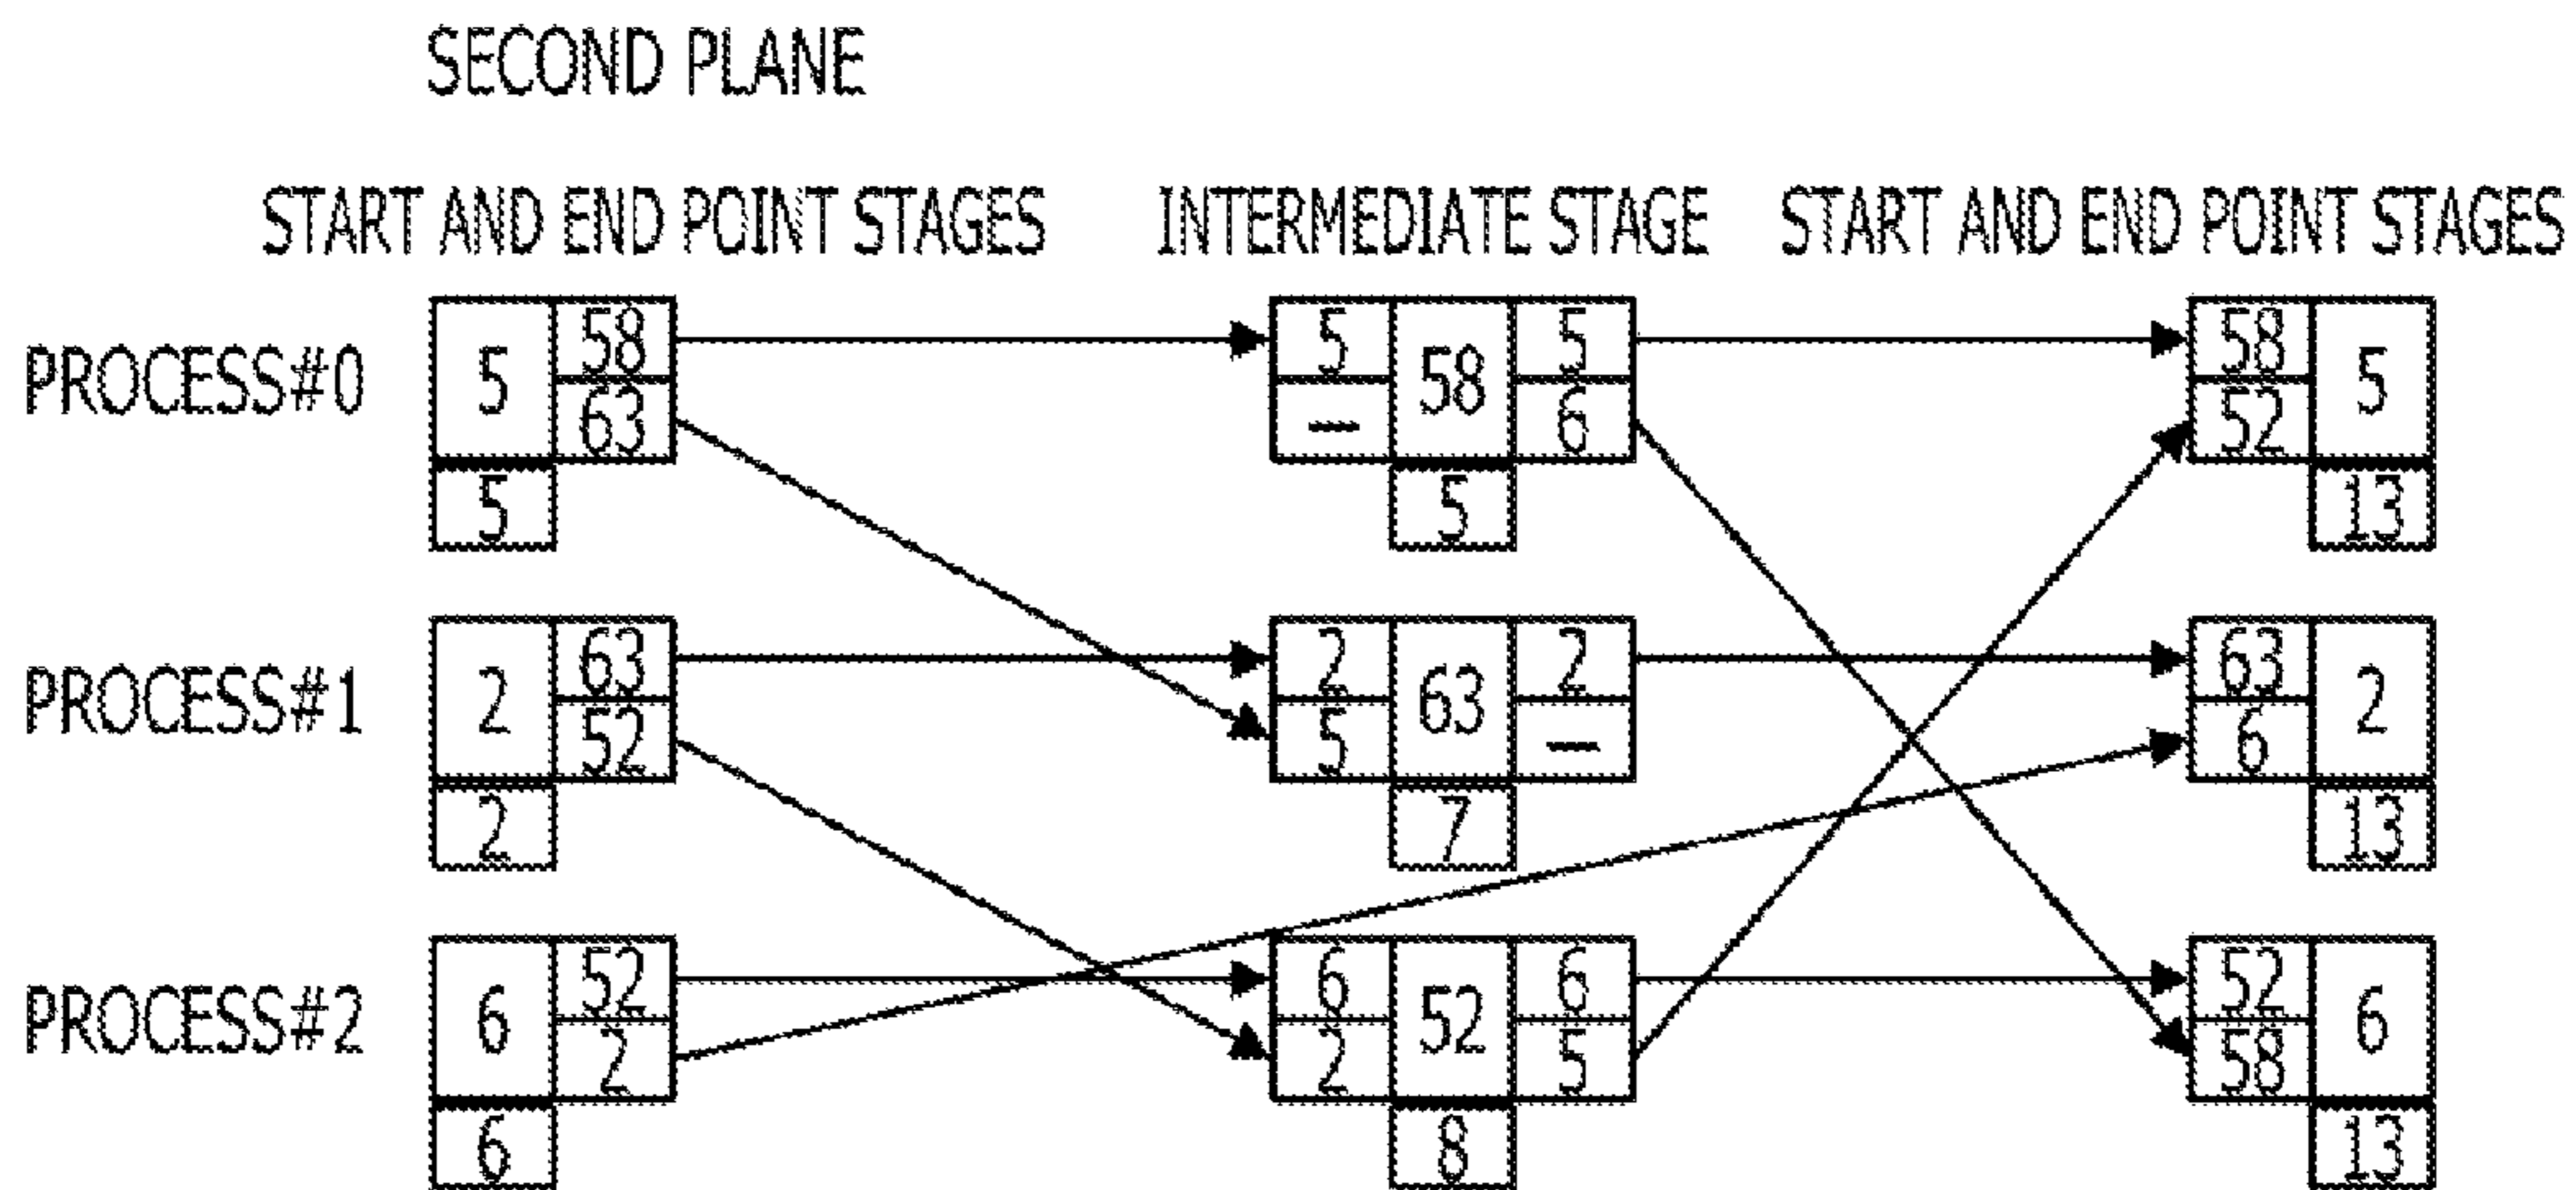 SECOND PLANE
START AND END POINT STAGES INTERMEDIATE STAGE START AND END POINT STAGES
PROCESS#0 5 58 63 5 5 — 58 5 6 5 58 52 5 13
PROCESS#1 2 63 52 2 2 5 63 2 — 7 63 6 2 13
PROCESS#2 6 52 2 6 6 2 52 6 5 8 52 58 6 13